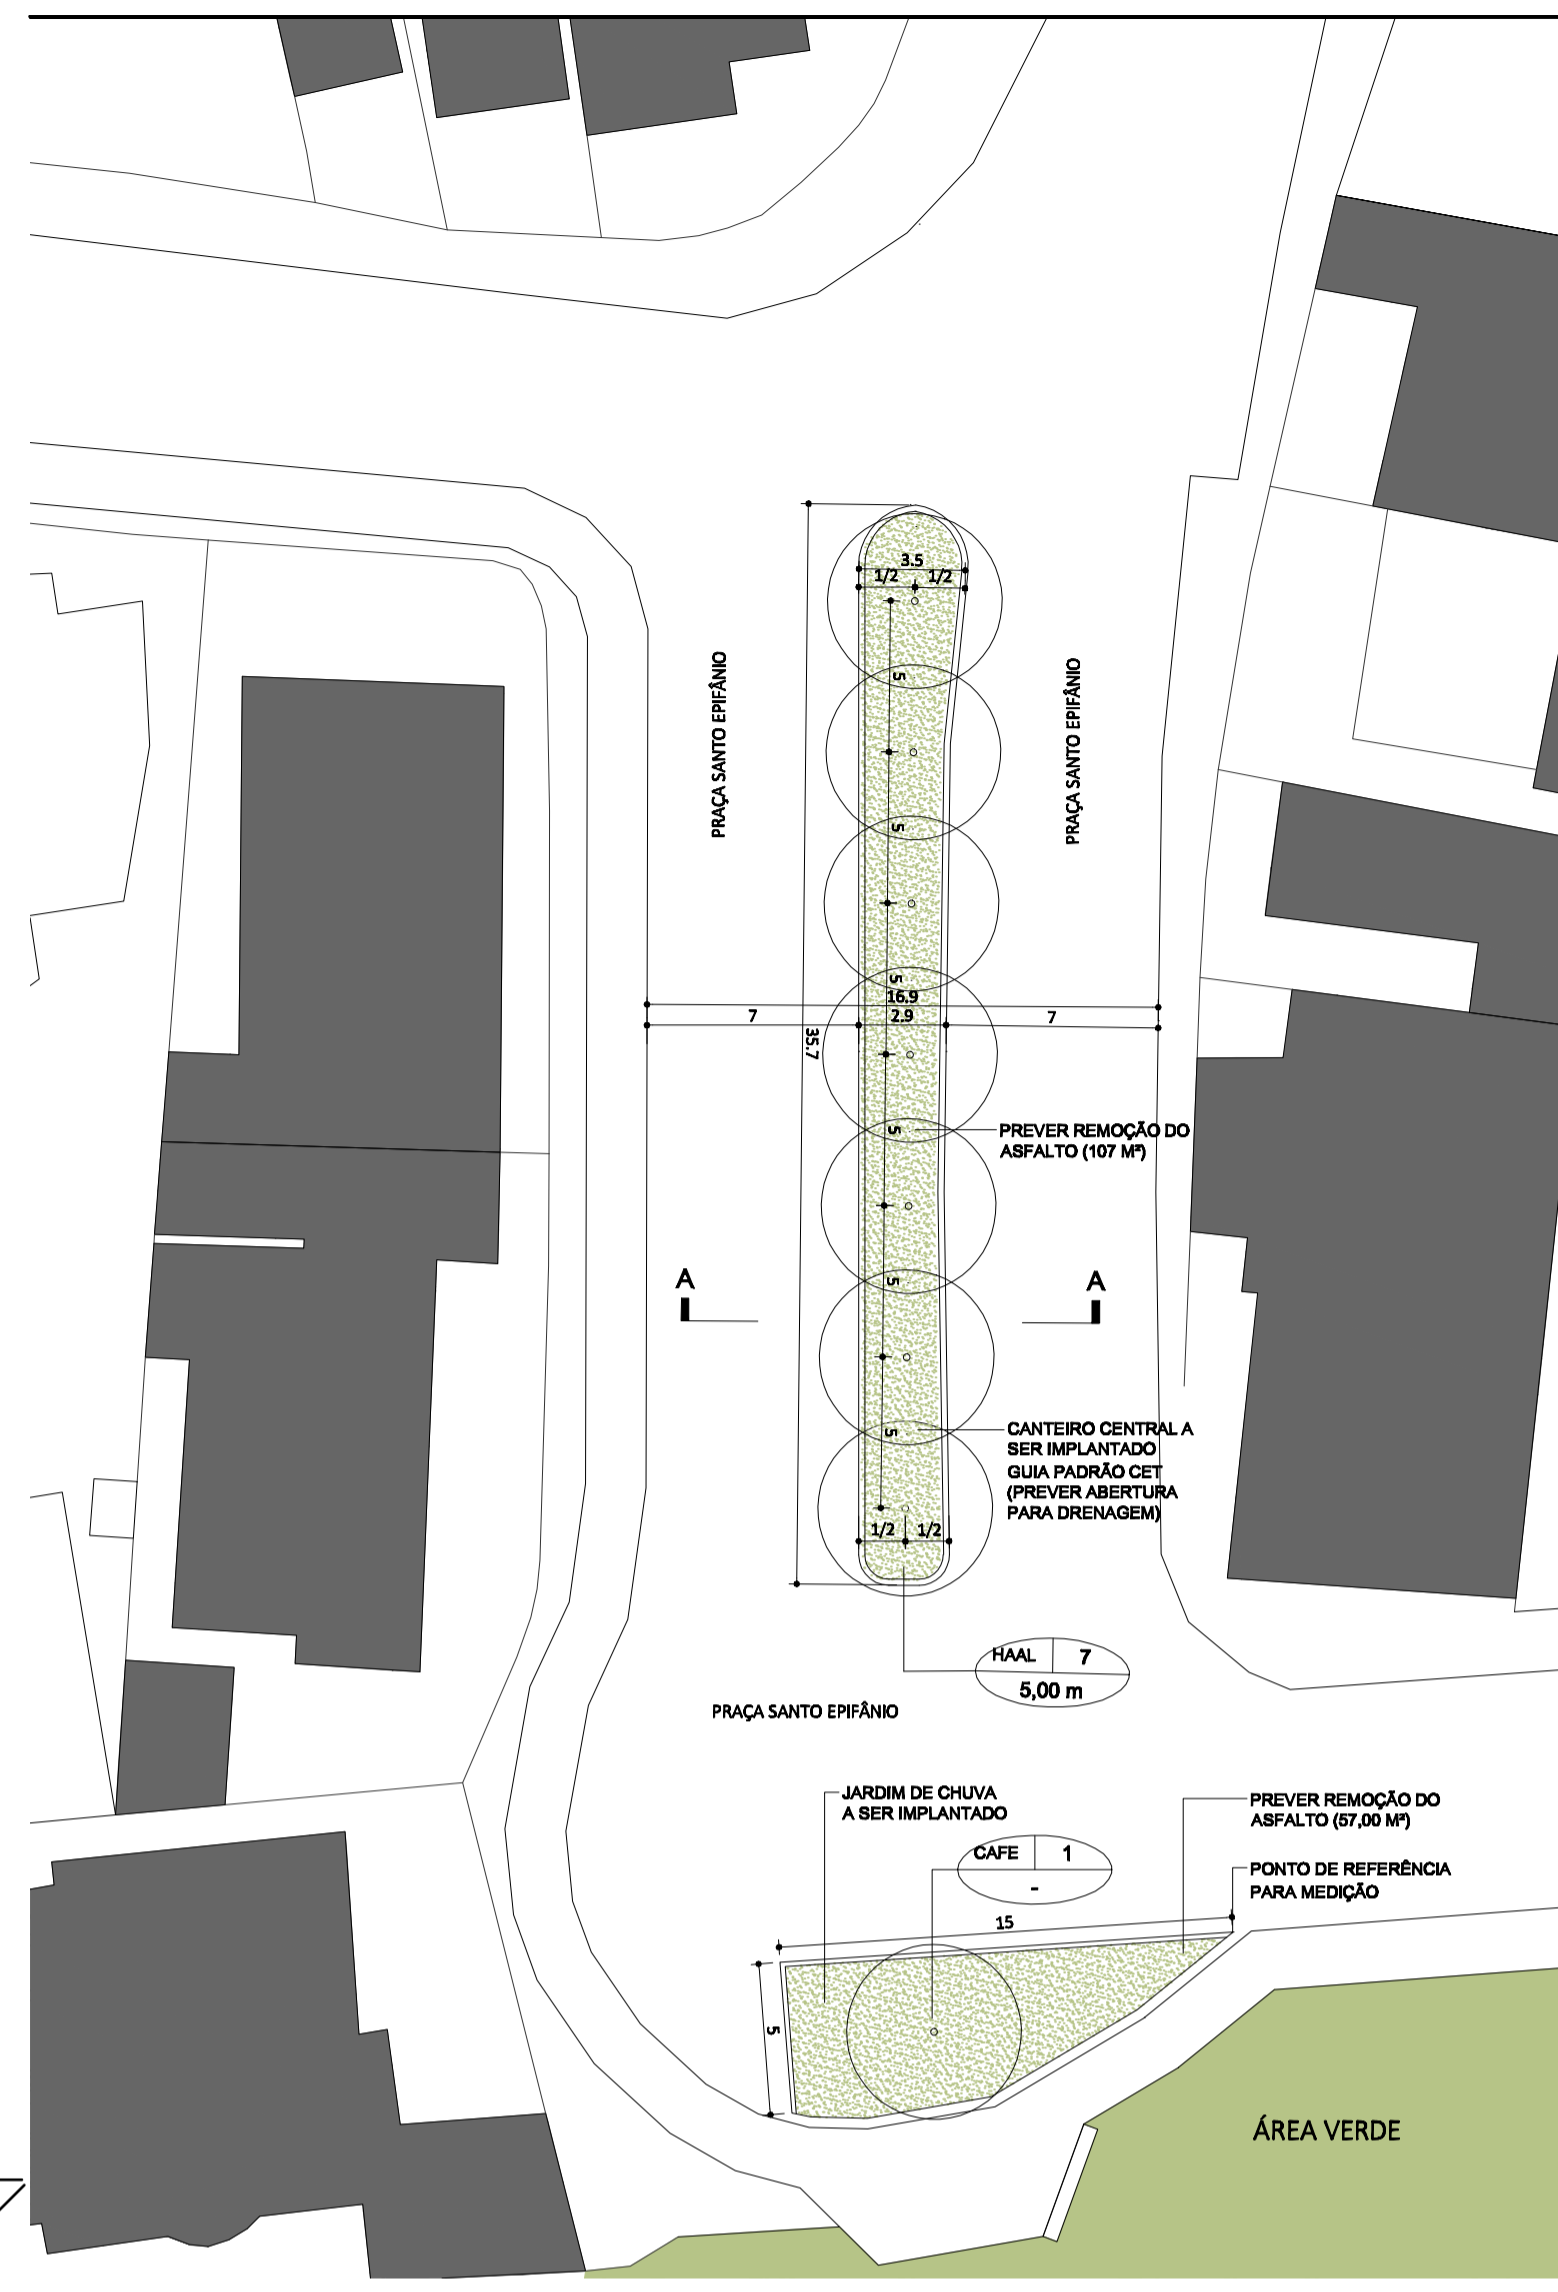 3.5
1/2
1/2
PRAÇA SANTO EPIFÂNIO
PRAÇA SANTO EPIFÂNIO
5
5
5
16.9
7
2.9
7
35.7
5
PREVER REMOÇÃO DO
ASFALTO (107 M²)
A
A
5
CANTEIRO CENTRAL A
SER IMPLANTADO
GUIA PADRÃO CET
(PREVER ABERTURA
PARA DRENAGEM)
5
1/2
1/2
HAAL
7
5,00 m
PRAÇA SANTO EPIFÂNIO
JARDIM DE CHUVA
A SER IMPLANTADO
PREVER REMOÇÃO DO
ASFALTO (57,00 M²)
CAFE
1
-
PONTO DE REFERÊNCIA
PARA MEDIÇÃO
15
5
ÁREA VERDE